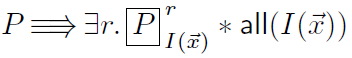 P ⟹ ∃r. [P]^r_{I(x⃗)} * all(I(x⃗))